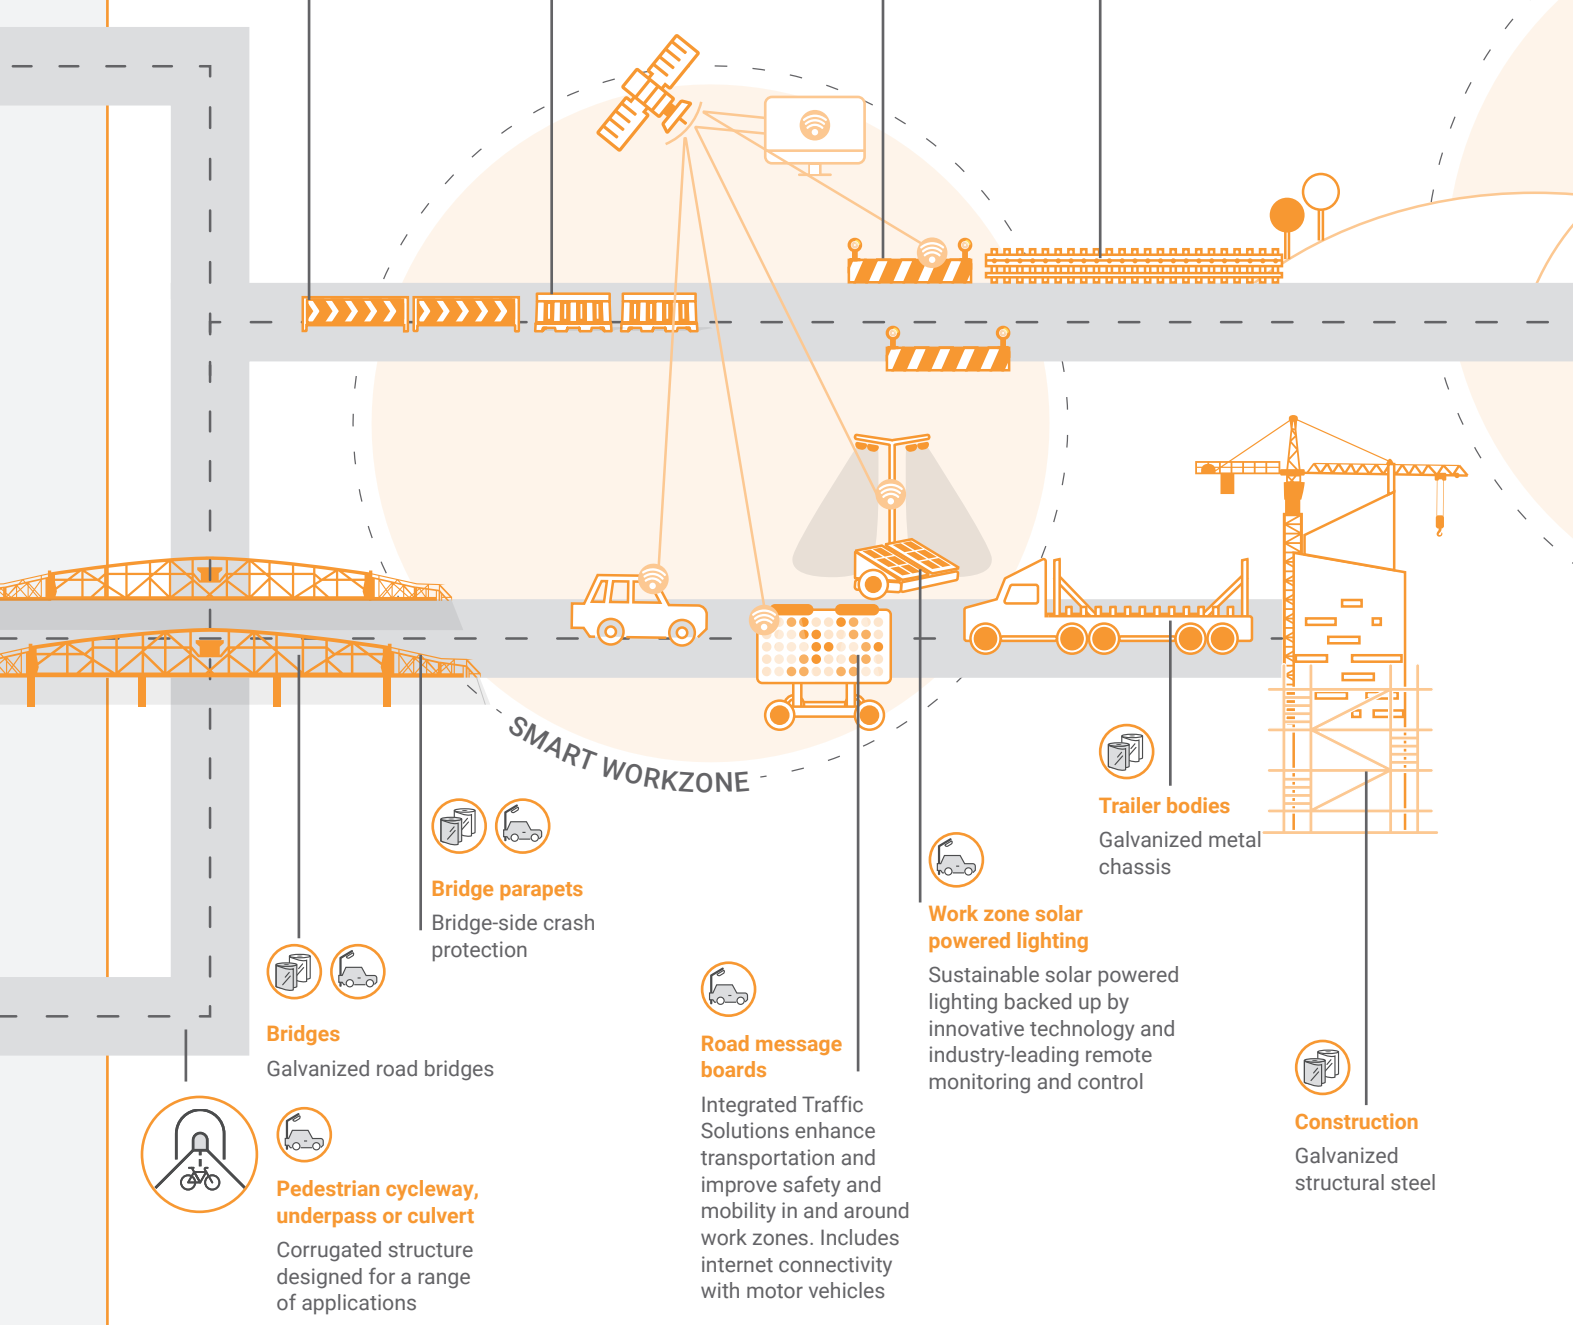 SMART WORKZONE
Trailer bodies
Galvanized metal
chassis
Bridge parapets
Bridge-side crash
protection
Work zone solar
powered lighting
Sustainable solar powered
lighting backed up by
innovative technology and
industry-leading remote
monitoring and control
Bridges
Galvanized road bridges
Road message
boards
Integrated Traffic
Solutions enhance
transportation and
improve safety and
mobility in and around
work zones. Includes
internet connectivity
with motor vehicles
Construction
Galvanized
structural steel
Pedestrian cycleway,
underpass or culvert
Corrugated structure
designed for a range
of applications